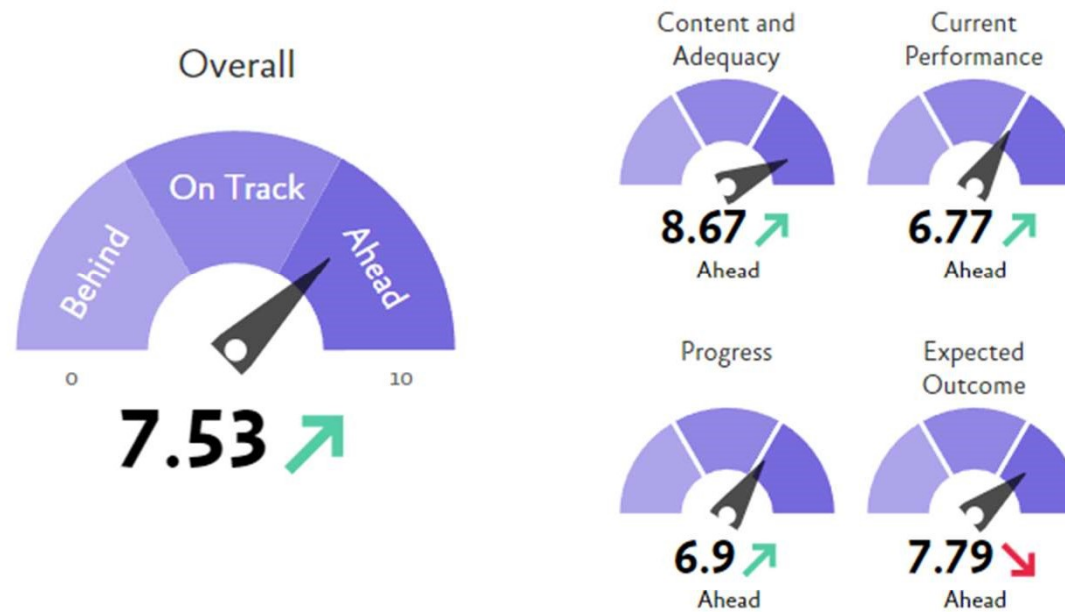 Overall
Behind
On Track
Ahead
0
10
7.53
Content and
Adequacy
8.67
Ahead
Current
Performance
6.77
Ahead
Progress
6.9
Ahead
Expected
Outcome
7.79
Ahead